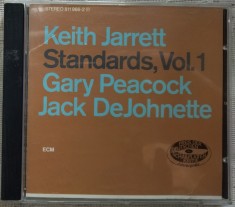 Keith Jarrett
Standards, Vol. 1
Gary Peacock
Jack DeJohnette
ECM